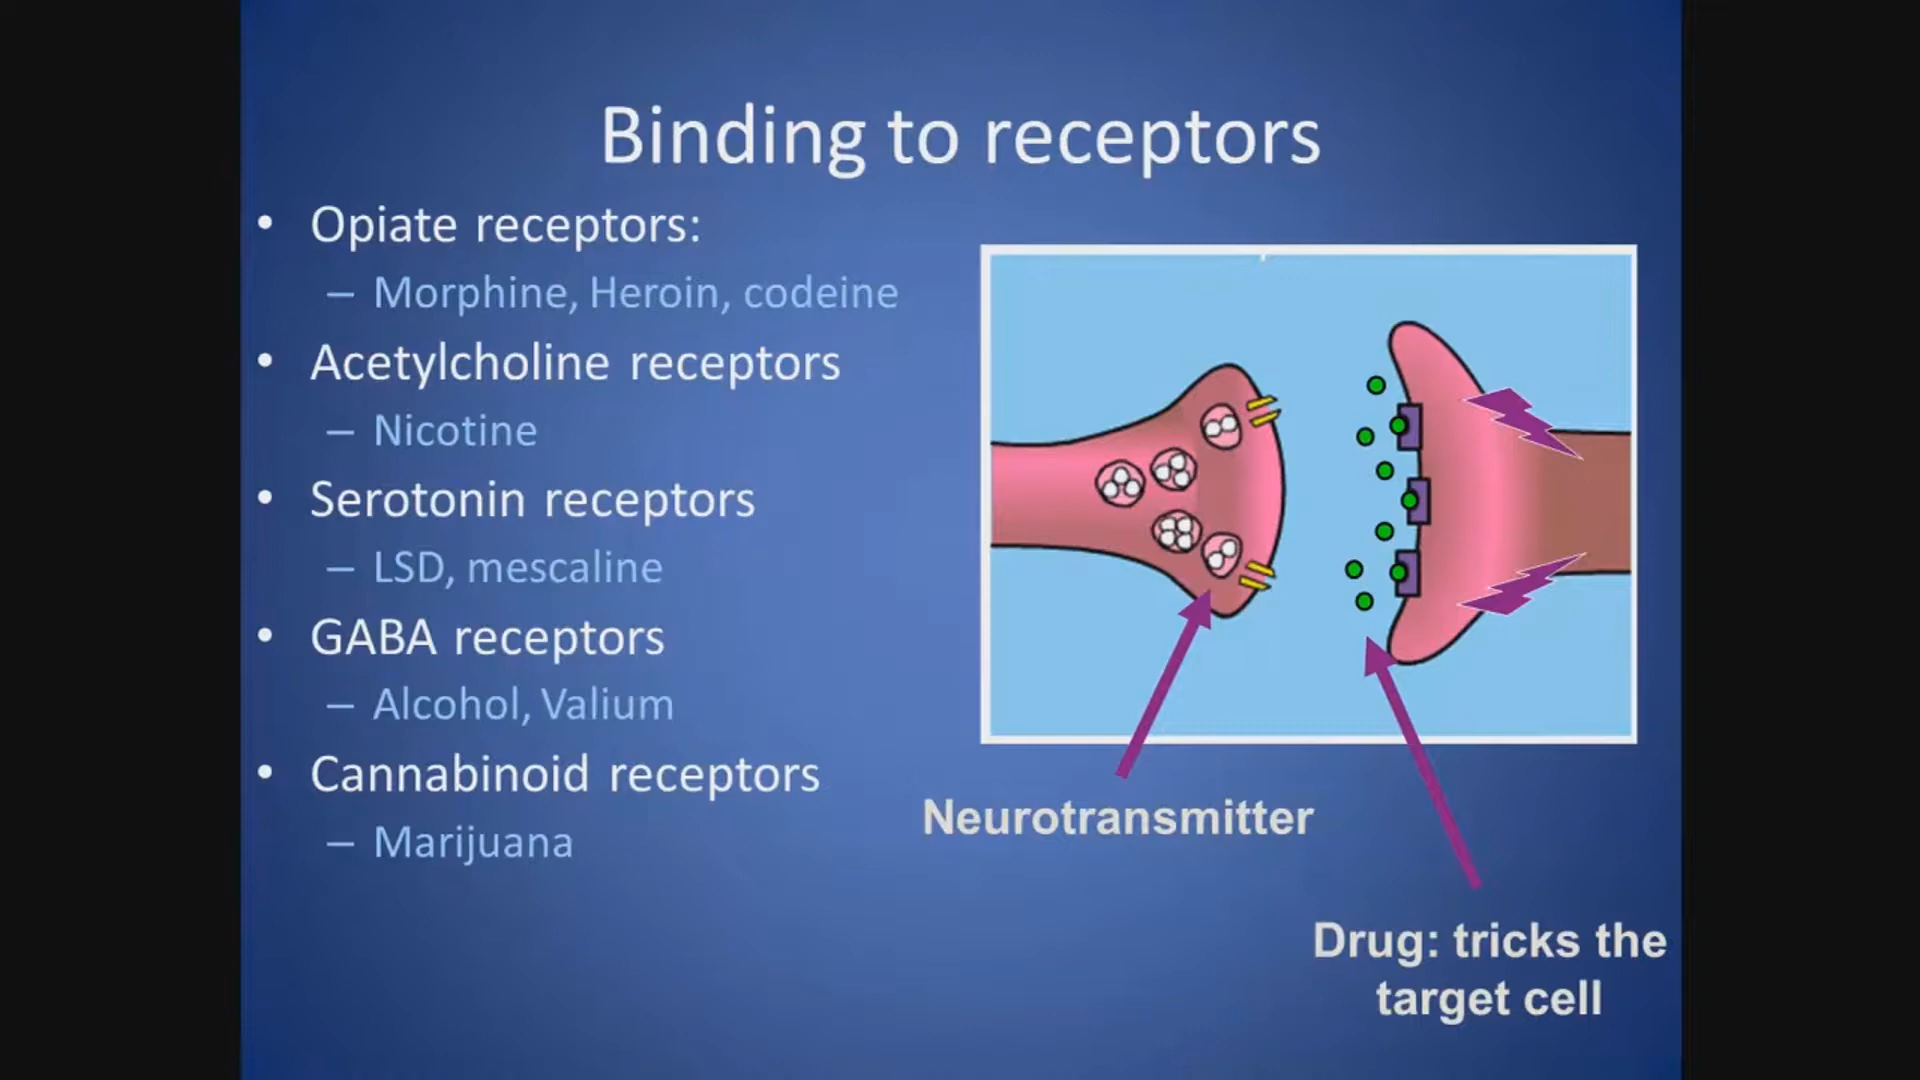 Binding to receptors
• Opiate receptors:
– Morphine, Heroin, codeine
• Acetylcholine receptors
– Nicotine
• Serotonin receptors
– LSD, mescaline
• GABA receptors
– Alcohol, Valium
• Cannabinoid receptors
– Marijuana
Neurotransmitter
Drug: tricks the
target cell